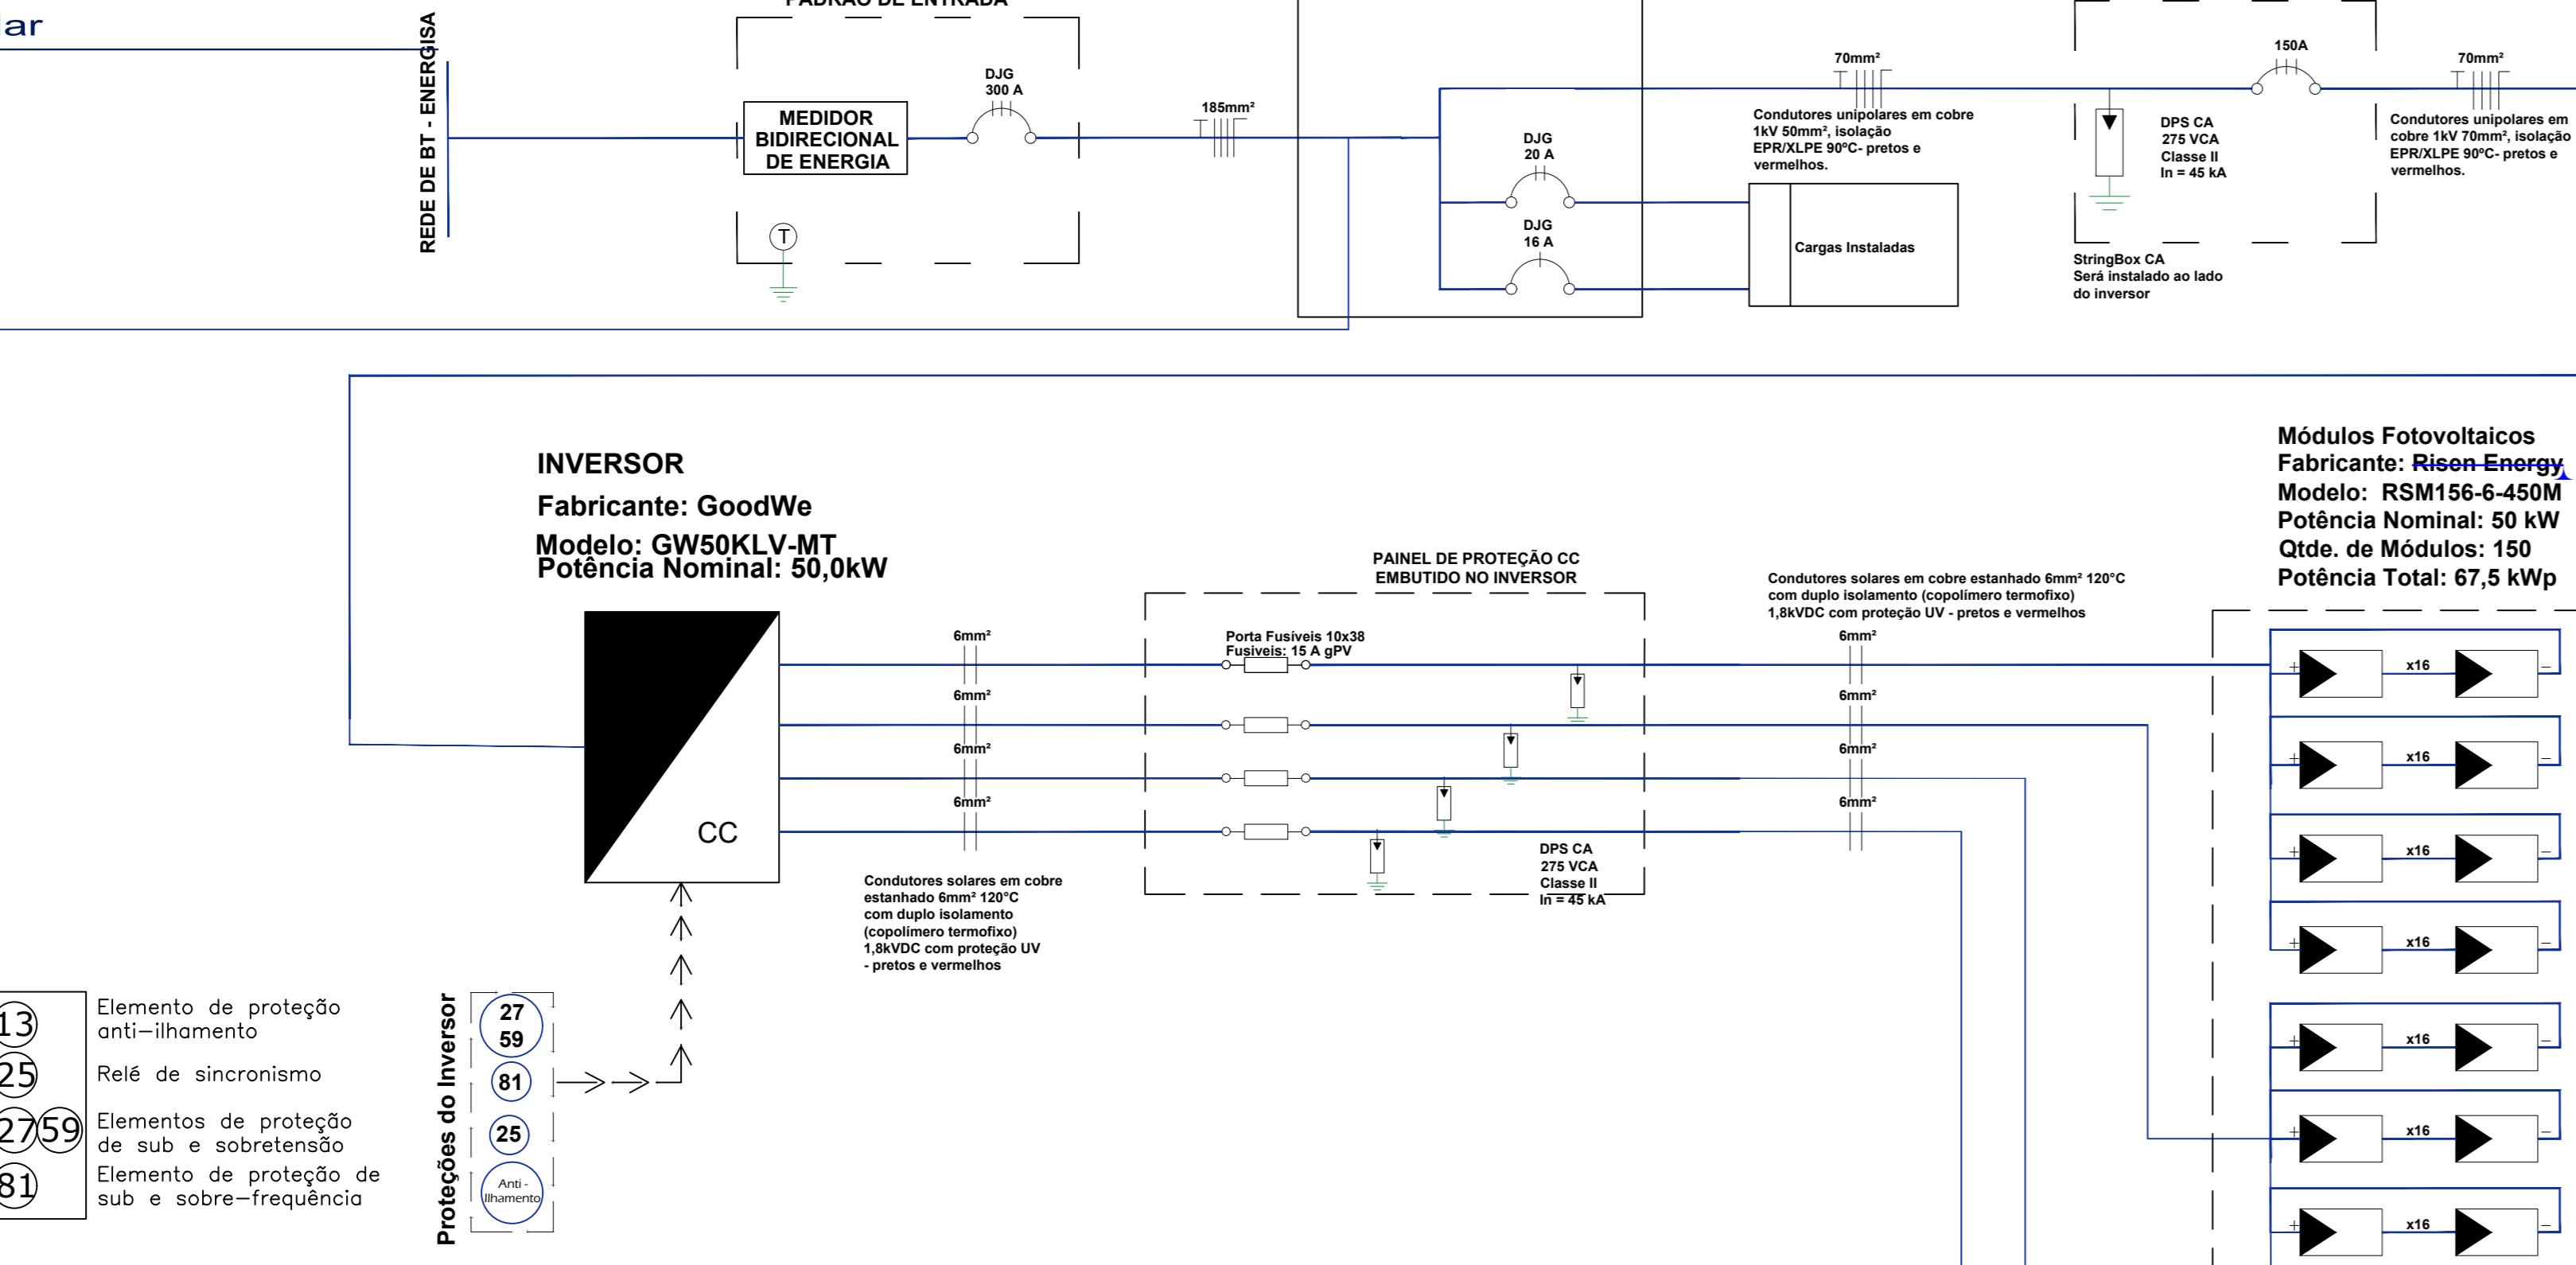 lar
PADRÃO DE ENTRADA
REDE DE BT - ENERGISA
MEDIDOR
BIDIRECIONAL
DE ENERGIA
DJG
300 A
T
185mm²
DJG
20 A
DJG
16 A
Cargas Instaladas
70mm²
Condutores unipolares em cobre
1kV 50mm², isolação
EPR/XLPE 90ºC- pretos e
vermelhos.
150A
DPS CA
275 VCA
Classe II
In = 45 kA
StringBox CA
Será instalado ao lado
do inversor
70mm²
Condutores unipolares em
cobre 1kV 70mm², isolação
EPR/XLPE 90ºC- pretos e
vermelhos.
INVERSOR
Fabricante: GoodWe
Modelo: GW50KLV-MT
Potência Nominal: 50,0kW
CC
6mm²
6mm²
6mm²
6mm²
Condutores solares em cobre
estanhado 6mm² 120°C
com duplo isolamento
(copolímero termofixo)
1,8kVDC com proteção UV
- pretos e vermelhos
PAINEL DE PROTEÇÃO CC
EMBUTIDO NO INVERSOR
Porta Fusíveis 10x38
Fusiveis: 15 A gPV
DPS CA
275 VCA
Classe II
In = 45 kA
Condutores solares em cobre estanhado 6mm² 120°C
com duplo isolamento (copolímero termofixo)
1,8kVDC com proteção UV - pretos e vermelhos
6mm²
6mm²
6mm²
6mm²
Módulos Fotovoltaicos
Fabricante: Risen Energy
Modelo: RSM156-6-450M
Potência Nominal: 50 kW
Qtde. de Módulos: 150
Potência Total: 67,5 kWp
+ x16 −
+ x16 −
+ x16 −
+ x16 −
+ x16 −
+ x16 −
+ x16 −
13 Elemento de proteção
anti-ilhamento
25 Relé de sincronismo
27 59 Elementos de proteção
de sub e sobretensão
81 Elemento de proteção de
sub e sobre-frequência
Proteções do Inversor
27
59
81
25
Anti -
Ilhamento